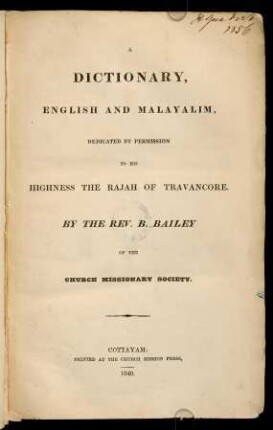 1856
A
DICTIONARY,
ENGLISH AND MALAYALIM,
DEDICATED BY PERMISSION
TO HIS
HIGHNESS THE RAJAH OF TRAVANCORE.
BY THE REV. B. BAILEY
OF THE
CHURCH MISSIONARY SOCIETY.
COTTAYAM:
PRINTED AT THE CHURCH MISSION PRESS,
1849.